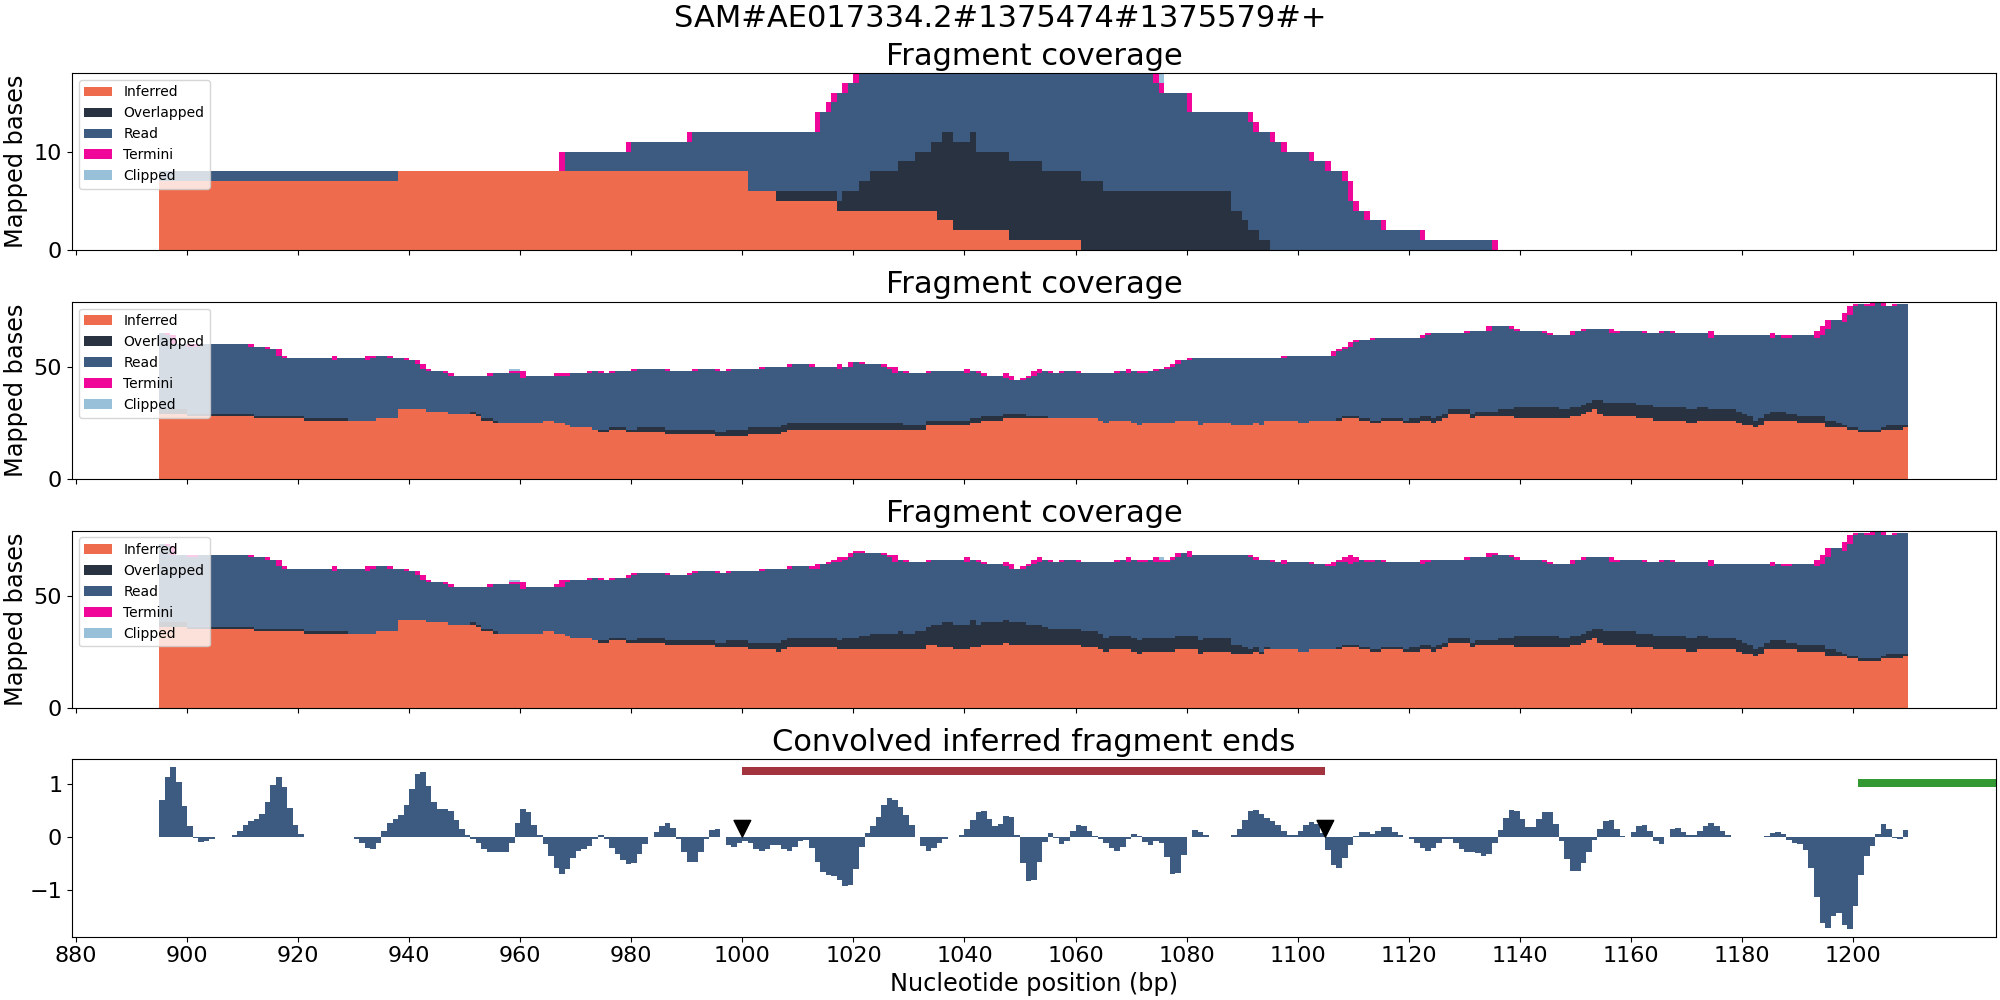 SAM#AE017334.2#1375474#1375579#+
Fragment coverage
Mapped bases
10
0
Inferred
Overlapped
Read
Termini
Clipped
Fragment coverage
Mapped bases
50
0
Inferred
Overlapped
Read
Termini
Clipped
Fragment coverage
Mapped bases
50
0
Inferred
Overlapped
Read
Termini
Clipped
Convolved inferred fragment ends
1
0
−1
880 900 920 940 960 980 1000 1020 1040 1060 1080 1100 1120 1140 1160 1180 1200
Nucleotide position (bp)